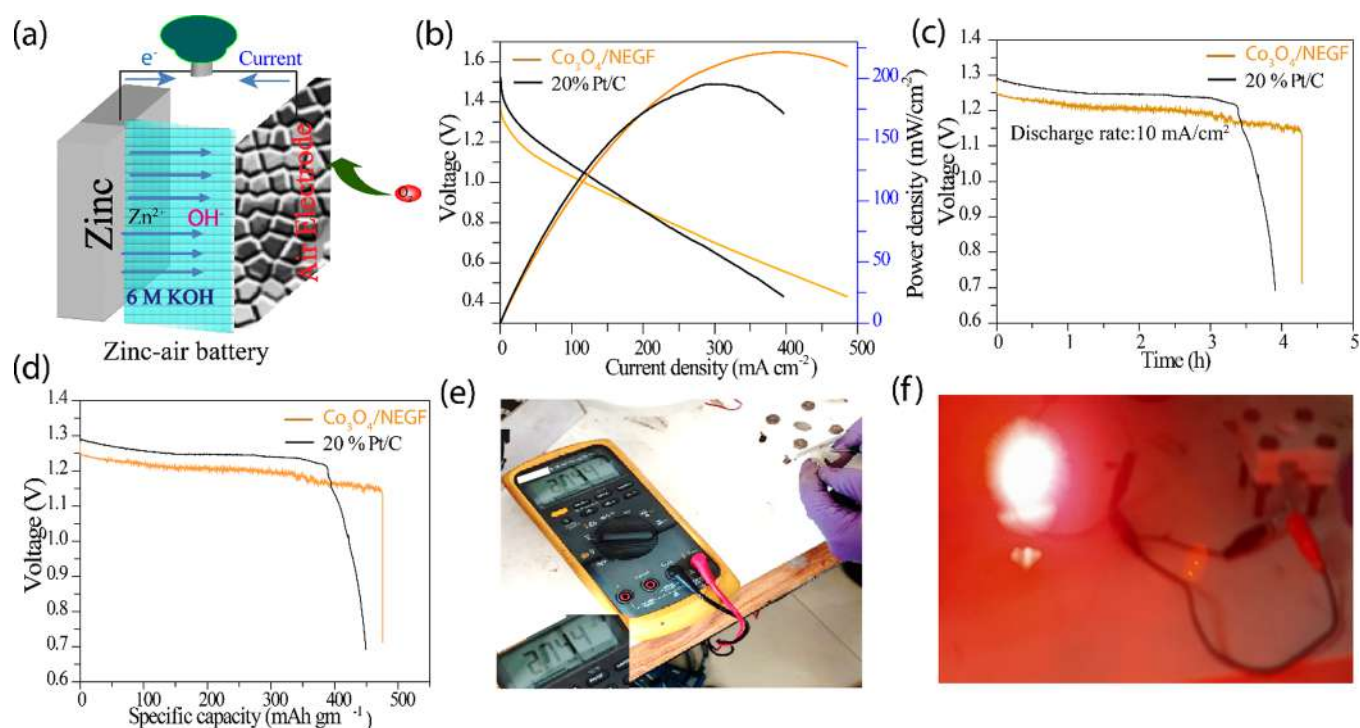 (a)
e⁻
Current
Zinc
Zn²⁺
OH⁻
6 M KOH
Air Electrode
O₂
Zinc-air battery
(b)
Co₃O₄/NEGF
20% Pt/C
Voltage (V)
1.6
1.4
1.2
1.0
0.8
0.6
0.4
Power density (mW/cm²)
200
150
100
50
0
0
100
200
300
400
500
Current density (mA cm⁻²)
(c)
Co₃O₄/NEGF
20 % Pt/C
Discharge rate:10 mA/cm²
Voltage (V)
1.4
1.3
1.2
1.1
1.0
0.9
0.8
0.7
0.6
0
1
2
3
4
5
Time (h)
(d)
Co₃O₄/NEGF
20 % Pt/C
Voltage (V)
1.4
1.3
1.2
1.1
1.0
0.9
0.8
0.7
0.6
0
100
200
300
400
500
Specific capacity (mAh gm⁻¹)
(e)
2.044
(f)